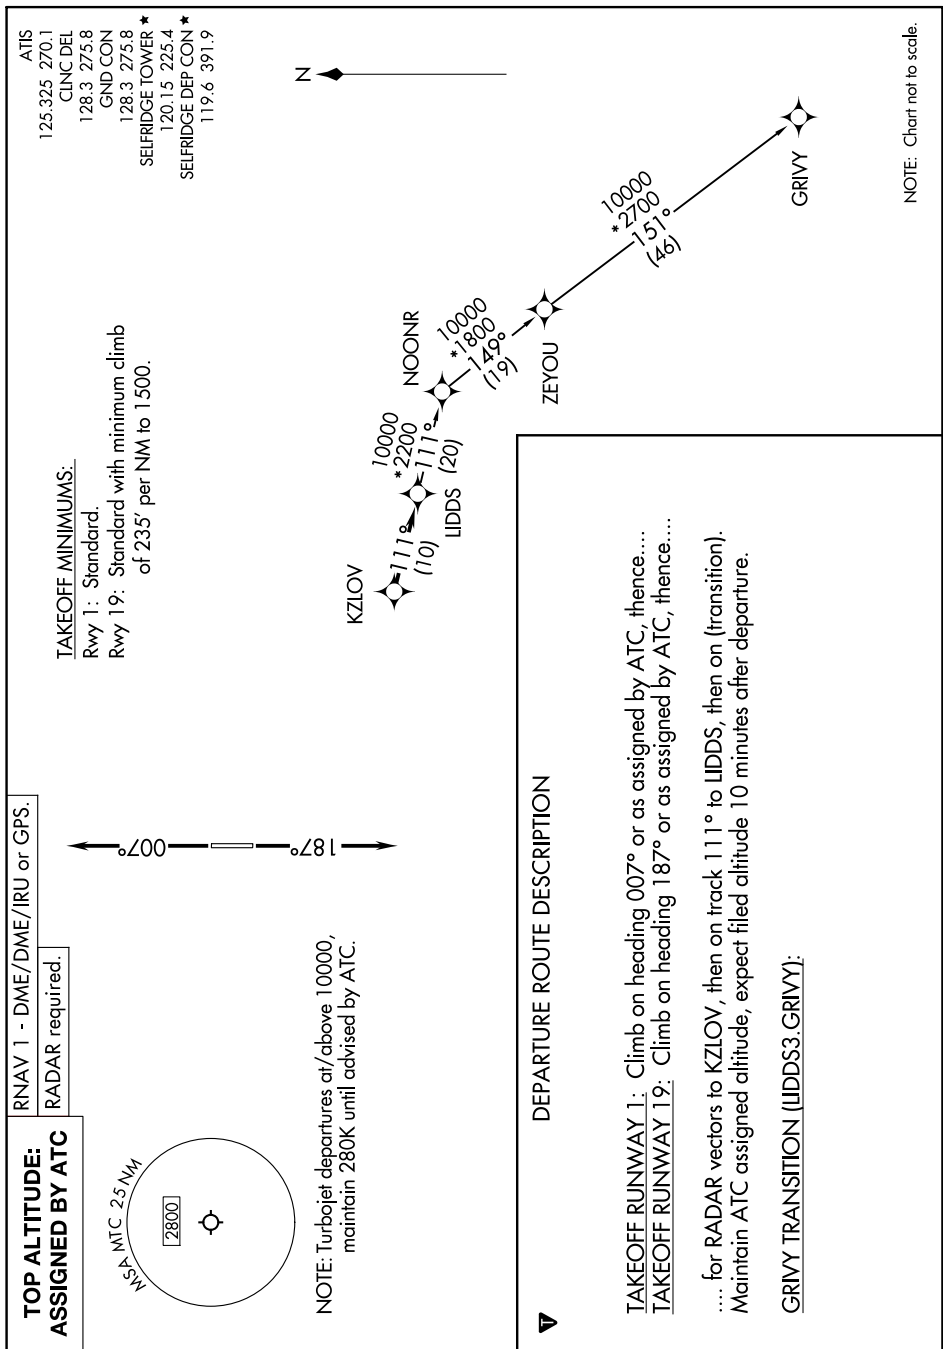 TOP ALTITUDE:
ASSIGNED BY ATC
RNAV 1 - DME/DME/IRU or GPS.
RADAR required.
ATIS
125.325 270.1
CLNC DEL
128.3 275.8
GND CON
128.3 275.8
SELFRIDGE TOWER ★
120.15 225.4
SELFRIDGE DEP CON ★
119.6 391.9
MSA MTC 25 NM
2800
007°
187°
TAKEOFF MINIMUMS:
Rwy 1: Standard.
Rwy 19: Standard with minimum climb
of 235' per NM to 1500.
N
NOTE: Turbojet departures at/above 10000,
maintain 280K until advised by ATC.
KZLOV
111°
(10)
LIDDS
10000
*2200
111°
(20)
NOONR
10000
*1800
149°
(19)
ZEYOU
10000
*2700
151°
(46)
GRIVY
NOTE: Chart not to scale.
T
DEPARTURE ROUTE DESCRIPTION
TAKEOFF RUNWAY 1: Climb on heading 007° or as assigned by ATC, thence....
TAKEOFF RUNWAY 19: Climb on heading 187° or as assigned by ATC, thence....
.... for RADAR vectors to KZLOV, then on track 111° to LIDDS, then on (transition).
Maintain ATC assigned altitude, expect filed altitude 10 minutes after departure.
GRIVY TRANSITION (LIDDS3.GRIVY):